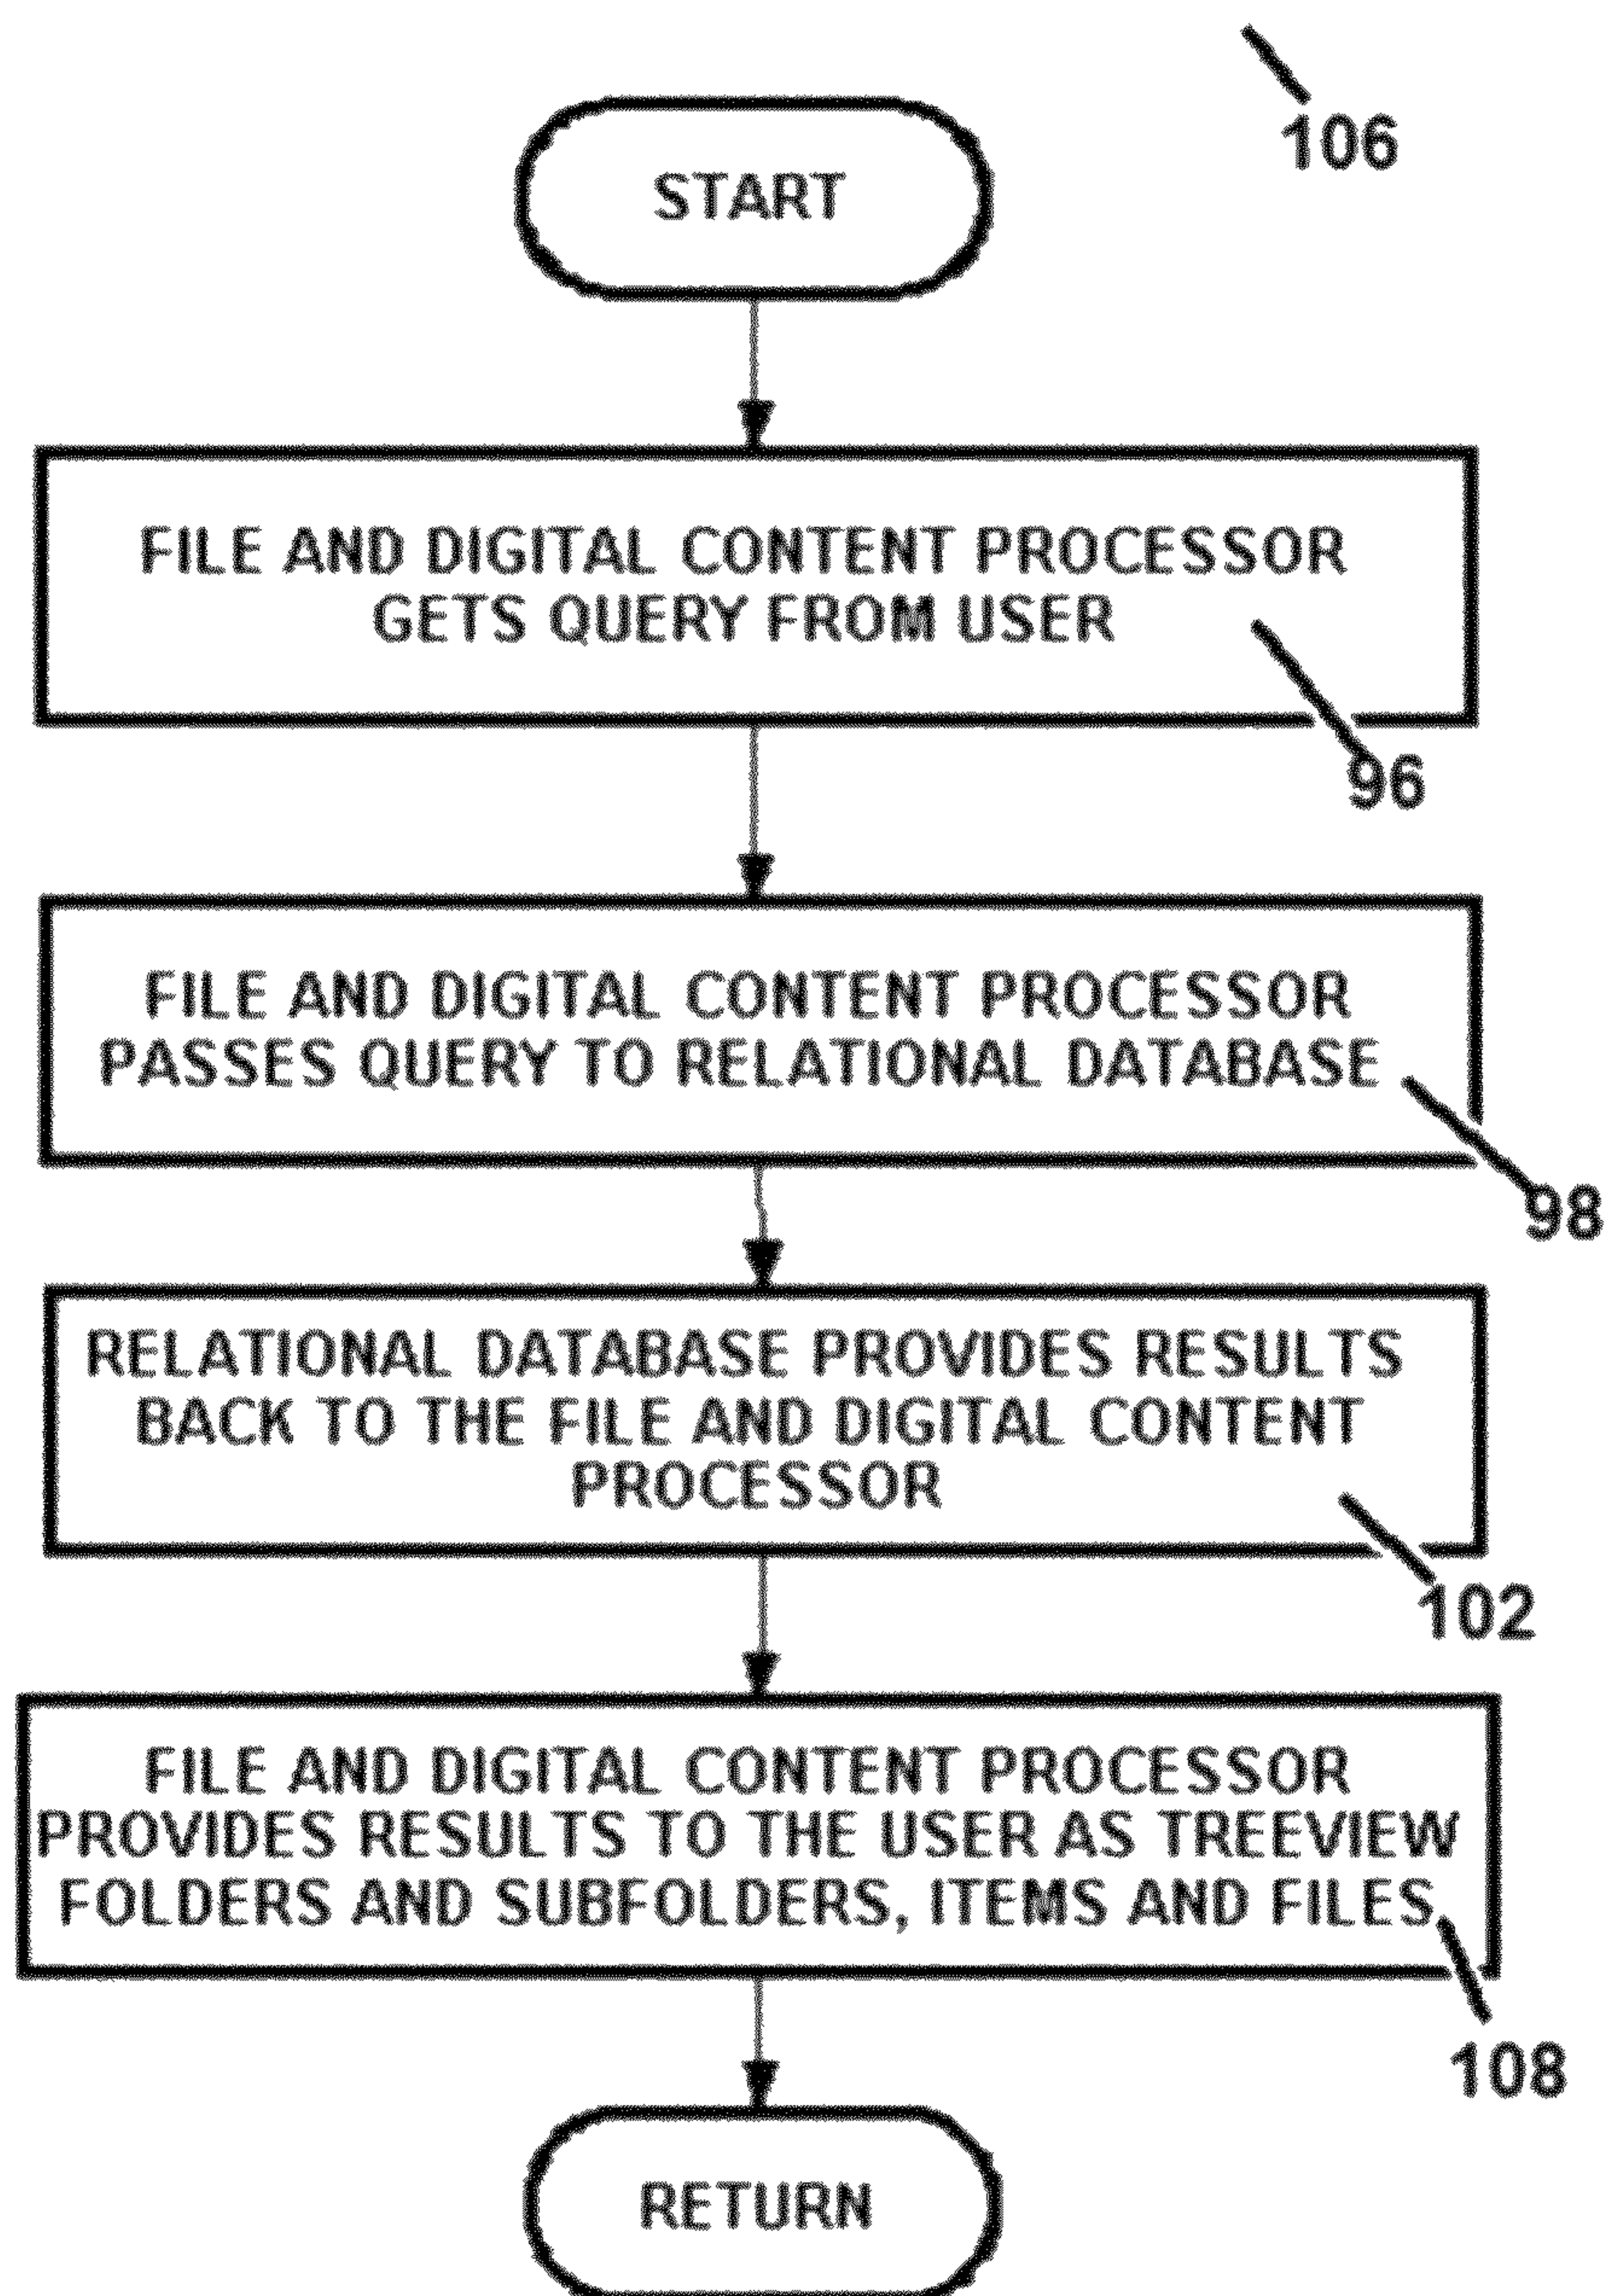 106
START
FILE AND DIGITAL CONTENT PROCESSOR
GETS QUERY FROM USER
96
FILE AND DIGITAL CONTENT PROCESSOR
PASSES QUERY TO RELATIONAL DATABASE
98
RELATIONAL DATABASE PROVIDES RESULTS
BACK TO THE FILE AND DIGITAL CONTENT
PROCESSOR
102
FILE AND DIGITAL CONTENT PROCESSOR
PROVIDES RESULTS TO THE USER AS TREEVIEW
FOLDERS AND SUBFOLDERS, ITEMS AND FILES.
108
RETURN